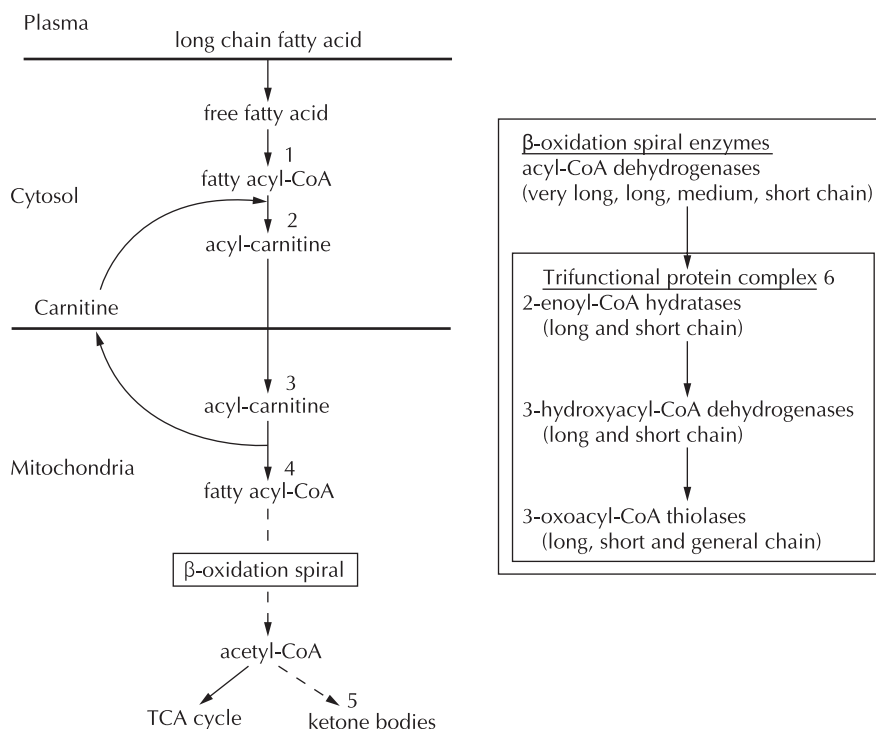 Plasma
long chain fatty acid
free fatty acid
1
fatty acyl-CoA
Cytosol
2
acyl-carnitine
Carnitine
3
acyl-carnitine
Mitochondria
4
fatty acyl-CoA
β-oxidation spiral
acetyl-CoA
5
TCA cycle
ketone bodies
β-oxidation spiral enzymes
acyl-CoA dehydrogenases
(very long, long, medium, short chain)
Trifunctional protein complex 6
2-enoyl-CoA hydratases
(long and short chain)
3-hydroxyacyl-CoA dehydrogenases
(long and short chain)
3-oxoacyl-CoA thiolases
(long, short and general chain)